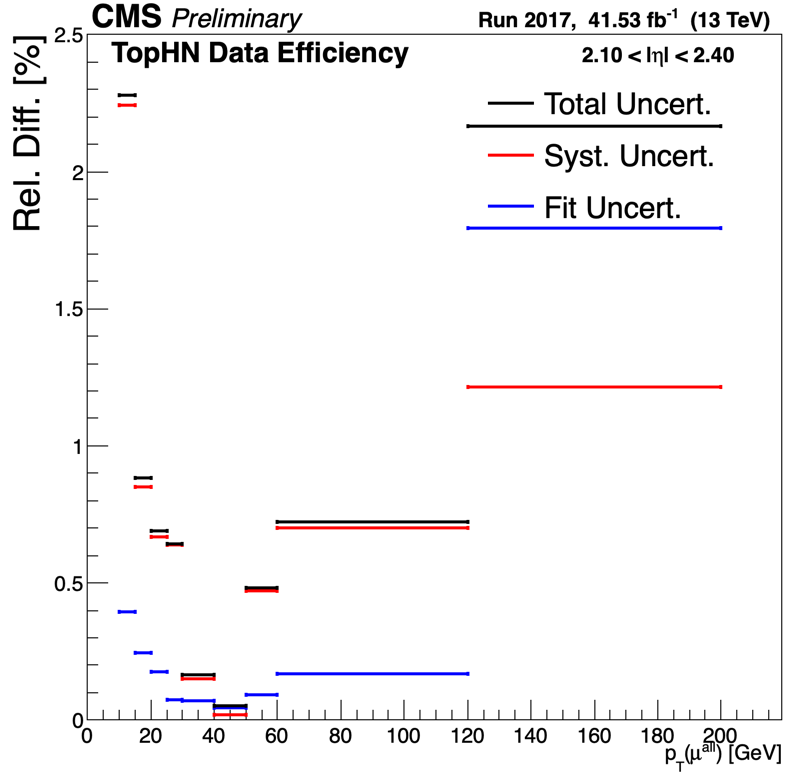 CMS Preliminary
Run 2017, 41.53 fb⁻¹ (13 TeV)
TopHN Data Efficiency
2.10 < |η| < 2.40
Total Uncert.
Syst. Uncert.
Fit Uncert.
Rel. Diff. [%]
2.5
2
1.5
1
0.5
0
0 20 40 60 80 100 120 140 160 180 200
p_T(μ^all) [GeV]